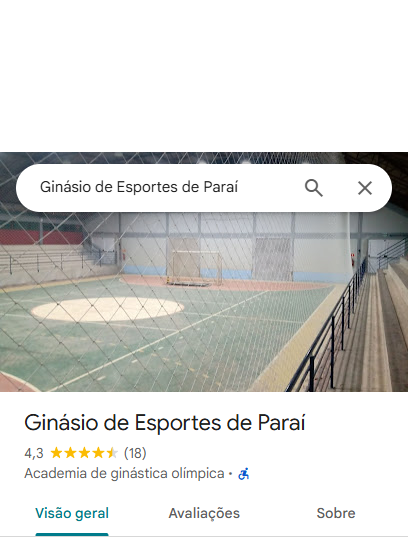 Ginásio de Esportes de Paraí
Ginásio de Esportes de Paraí
4,3 (18)
Academia de ginástica olímpica ·
Visão geral Avaliações Sobre